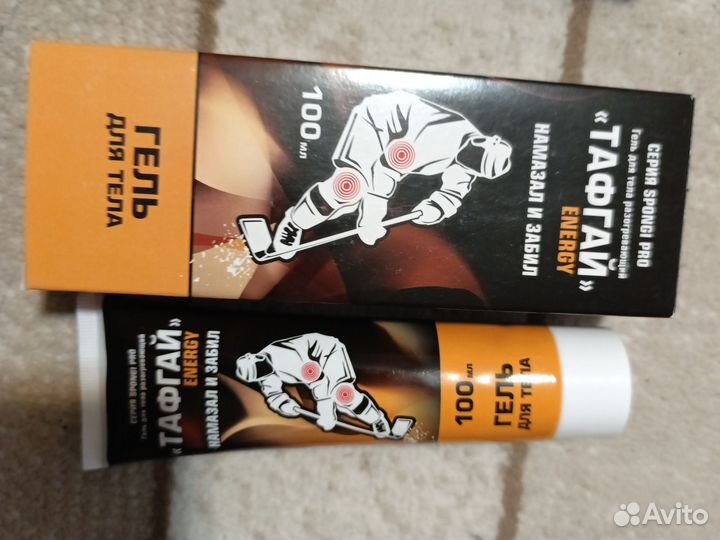 СЕРИЯ SPONGI PRO
Гель для тела разогревающий
«ТАФГАЙ»
ENERGY
НАМАЗАЛ И ЗАБИЛ
100 мл
ГЕЛЬ
ДЛЯ ТЕЛА
СЕРИЯ SPONGI PRO
Гель для тела разогревающий
«ТАФГАЙ»
ENERGY
НАМАЗАЛ И ЗАБИЛ
100 мл
ГЕЛЬ
ДЛЯ ТЕЛА
Avito